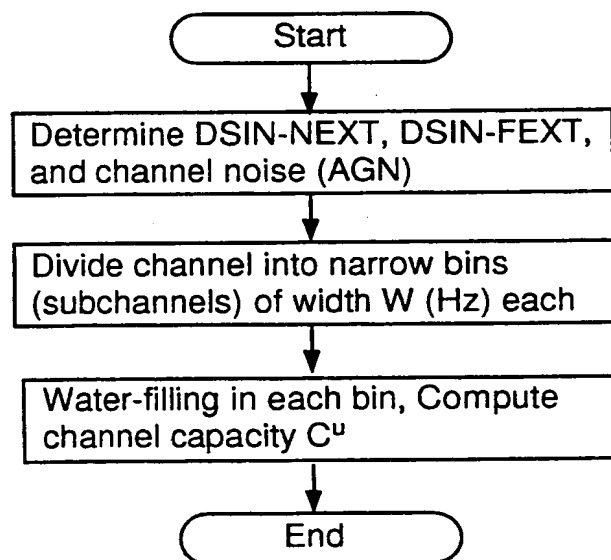 Start
Determine DSIN-NEXT, DSIN-FEXT,
and channel noise (AGN)
Divide channel into narrow bins
(subchannels) of width W (Hz) each
Water-filling in each bin, Compute
channel capacity Cᵘ
End